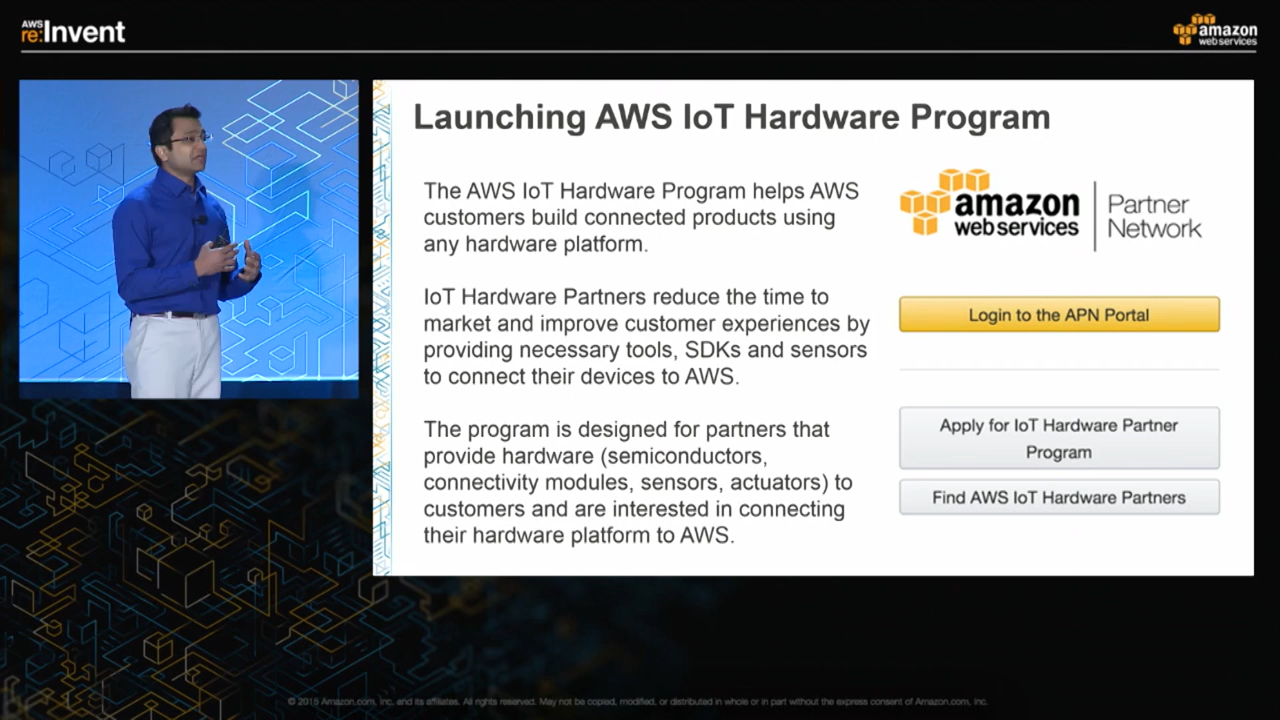 AWS
re:Invent
amazon
web services
Launching AWS IoT Hardware Program
The AWS IoT Hardware Program helps AWS
customers build connected products using
any hardware platform.
IoT Hardware Partners reduce the time to
market and improve customer experiences by
providing necessary tools, SDKs and sensors
to connect their devices to AWS.
The program is designed for partners that
provide hardware (semiconductors,
connectivity modules, sensors, actuators) to
customers and are interested in connecting
their hardware platform to AWS.
amazon
web services
Partner
Network
Login to the APN Portal
Apply for IoT Hardware Partner
Program
Find AWS IoT Hardware Partners
© 2015 Amazon.com, Inc. and its affiliates. All rights reserved. May not be copied, modified, or distributed in whole or in part without the express consent of Amazon.com, Inc.